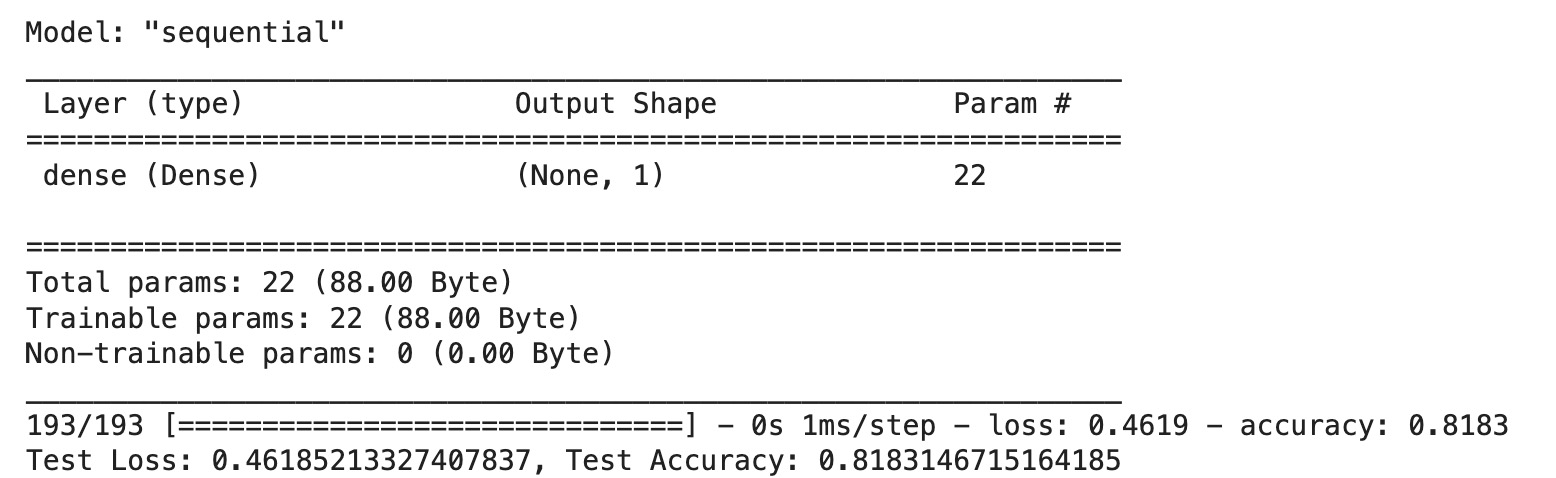 Model: "sequential"
_________________________________________________________________
Layer (type) Output Shape Param #
=================================================================
dense (Dense) (None, 1) 22
=================================================================
Total params: 22 (88.00 Byte)
Trainable params: 22 (88.00 Byte)
Non-trainable params: 0 (0.00 Byte)
_________________________________________________________________
193/193 [==============================] - 0s 1ms/step - loss: 0.4619 - accuracy: 0.8183
Test Loss: 0.46185213327407837, Test Accuracy: 0.8183146715164185